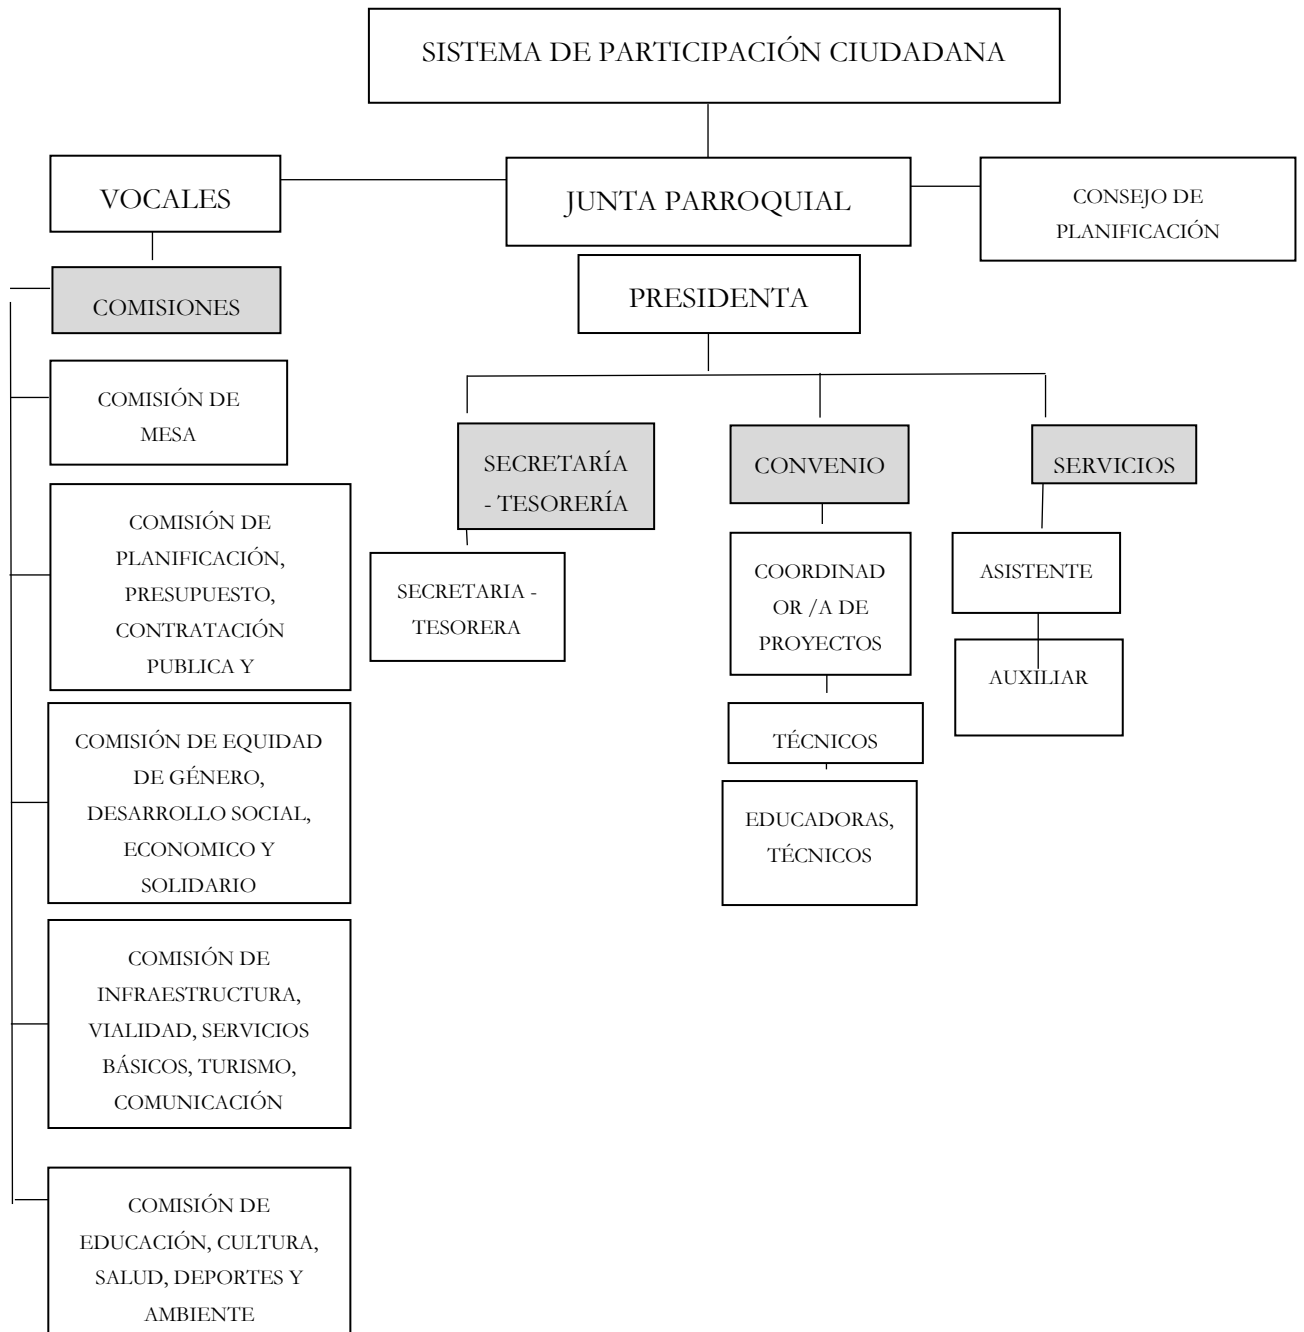 SISTEMA DE PARTICIPACIÓN CIUDADANA
VOCALES
JUNTA PARROQUIAL
CONSEJO DE
PLANIFICACIÓN
COMISIONES
PRESIDENTA
COMISIÓN DE
MESA
SECRETARÍA
- TESORERÍA
CONVENIO
SERVICIOS
COMISIÓN DE
PLANIFICACIÓN,
PRESUPUESTO,
CONTRATACIÓN
PUBLICA Y
SECRETARIA -
TESORERA
COORDINAD
OR /A DE
PROYECTOS
ASISTENTE
AUXILIAR
TÉCNICOS
EDUCADORAS,
TÉCNICOS
COMISIÓN DE EQUIDAD
DE GÉNERO,
DESARROLLO SOCIAL,
ECONOMICO Y
SOLIDARIO
COMISIÓN DE
INFRAESTRUCTURA,
VIALIDAD, SERVICIOS
BÁSICOS, TURISMO,
COMUNICACIÓN
COMISIÓN DE
EDUCACIÓN, CULTURA,
SALUD, DEPORTES Y
AMBIENTE